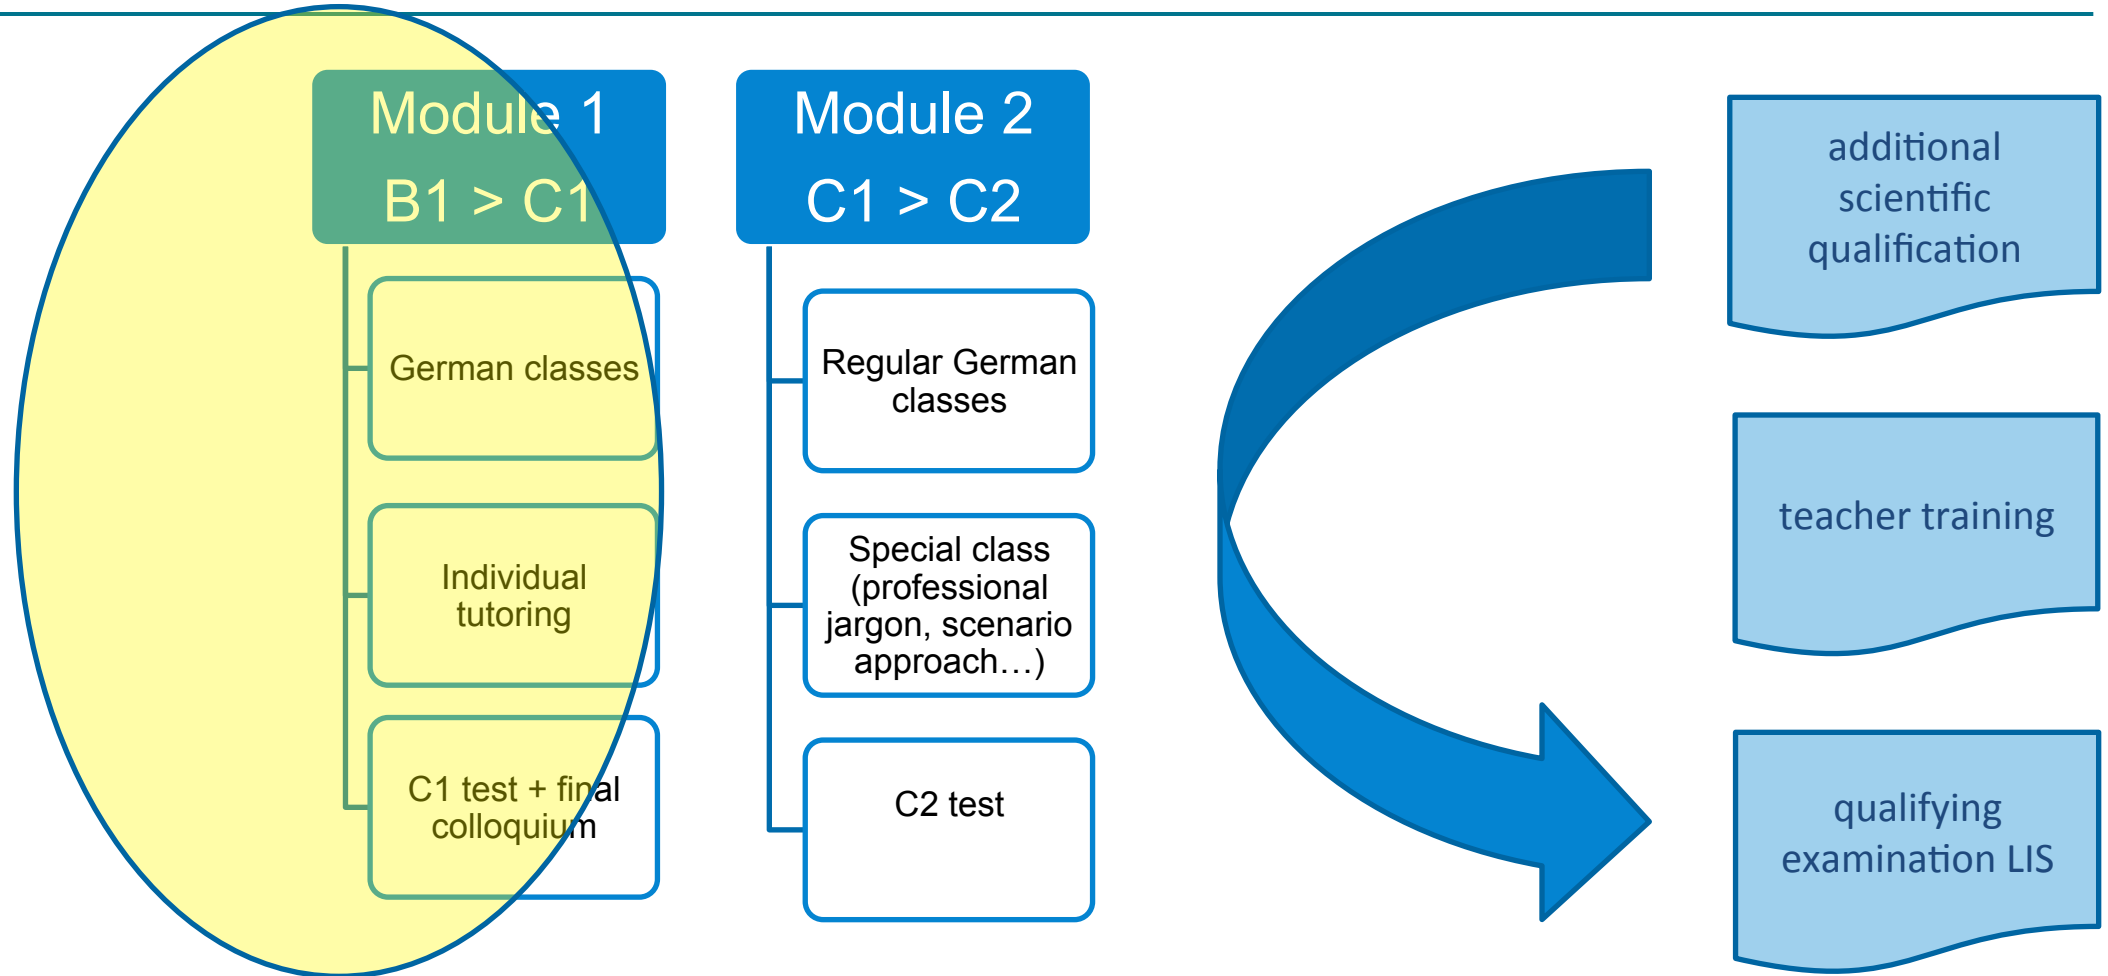 Module 1
B1 > C1
German classes
Individual
tutoring
C1 test + final
colloquium
Module 2
C1 > C2
Regular German
classes
Special class
(professional
jargon, scenario
approach…)
C2 test
additional
scientific
qualification
teacher training
qualifying
examination LIS